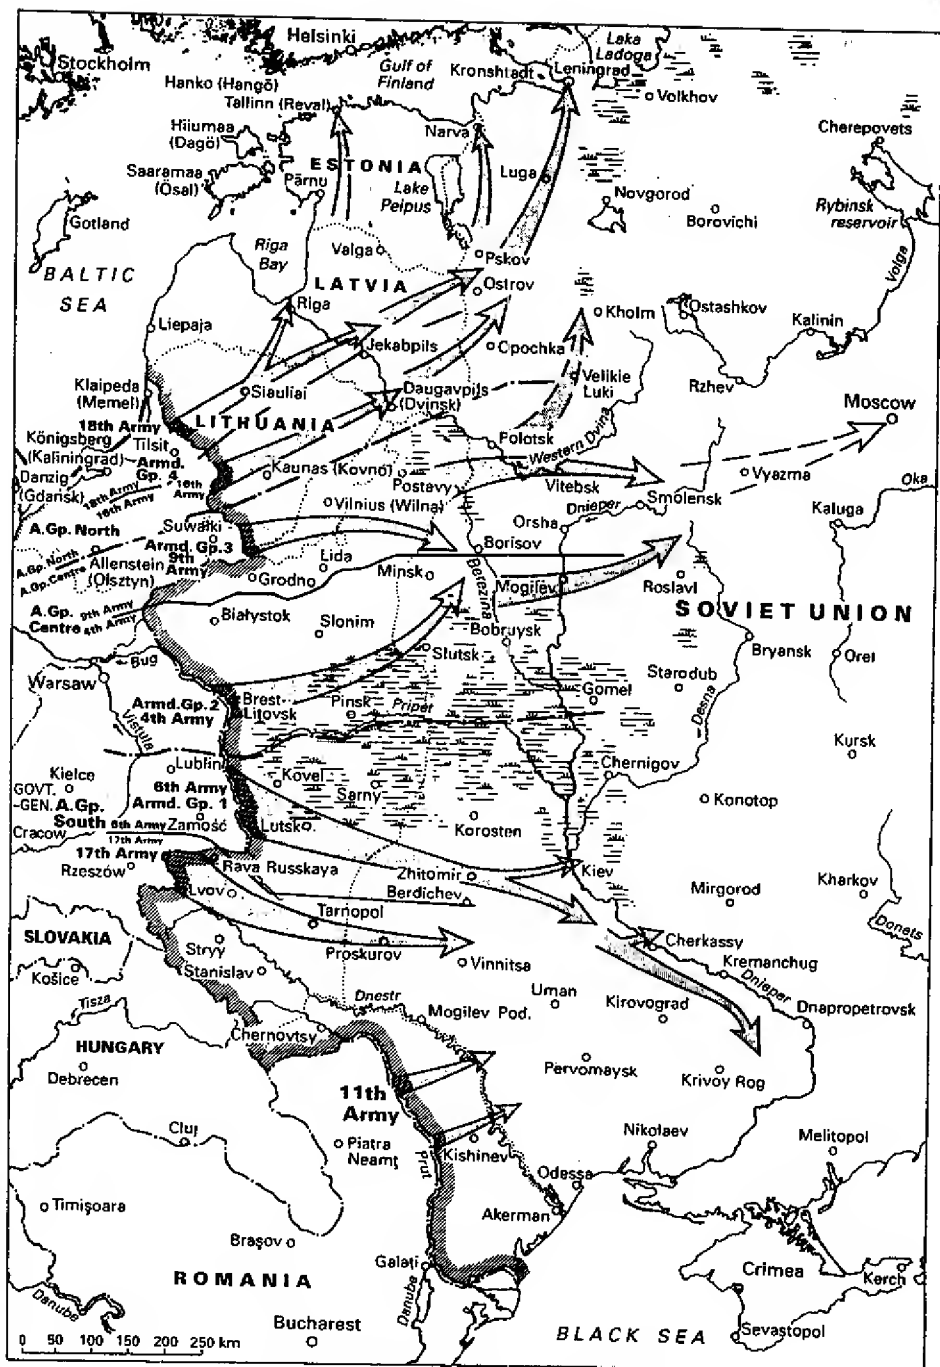 Helsinki
Stockholm
Hanko (Hangö)
Tallinn (Reval)
Gulf of
Finland
Kronshtadt
Lake
Ladoga
Leningrad
Volkhov
Hiiumaa
(Dagö)
Narva
Cherepovets
ESTONIA
Saaramaa
(Ösal)
Pärnu
Lake
Peipus
Luga
Novgorod
Borovichi
Rybinsk
reservoir
Gotland
Riga
Bay
Valga
Pskov
Volga
BALTIC
SEA
LATVIA
Ostrov
Riga
Kholm
Ostashkov
Kalinin
Liepaja
Jekabpils
Opochka
Klaipeda
(Memel)
Siauliai
Daugavpils
(Dvinsk)
Velikie
Luki
Rzhev
Moscow
18th Army
LITHUANIA
Königsberg
(Kaliningrad)
Tilsit
Polotsk
Western Dvina
Danzig
(Gdańsk)
Armd.
Gp. 4
18th Army
16th Army
16th
Army
Kaunas (Kovno)
Postavy
Vitebsk
Vyazma
Oka
Vilnius (Wilna)
Smolensk
A.Gp. North
Suwałki
Orsha
Dnieper
Kaluga
A.Gp. North
A.Gp. Centre
Armd. Gp.3
9th
Army
Allenstein
(Olsztyn)
Lida
Borisov
Grodno
Minsk
Berezina
Mogilev
Roslavl
A.Gp.
Centre
9th Army
4th Army
Białystok
Slonim
SOVIET UNION
Bobruysk
Slutsk
Bryansk
Orel
Bug
Warsaw
Starodub
Gomel
Desna
Armd.Gp.2
4th Army
Brest
Litovsk
Pinsk
Pripet
Vistula
Kursk
Lublin
Kovel
Chernigov
Kielce
GOVT.
-GEN.
6th Army
Armd. Gp. 1
Sarny
Konotop
A.Gp.
South
6th Army
17th Army
Zamość
Lutsk
Korosten
Cracow
17th Army
Rzeszów
Rava Russkaya
Zhitomir
Kiev
Lvov
Berdichev
Mirgorod
Kharkov
Tarnopol
Donets
SLOVAKIA
Stryy
Proskurov
Cherkassy
Košice
Stanislav
Vinnitsa
Kremanchug
Tisza
Dnestr
Uman
Kirovograd
Dnieper
Dnapropetrovsk
Mogilev Pod.
HUNGARY
Chernovtsy
Debrecen
Pervomaysk
Krivoy Rog
11th
Army
Cluj
Nikolaev
Melitopol
Piatra
Neamţ
Prut
Kishinev
Odessa
Timişoara
Akerman
Braşov
Galaţi
Crimea
Kerch
ROMANIA
Danube
Danube
Bucharest
BLACK SEA
Sevastopol
0 50 100 150 200 250 km